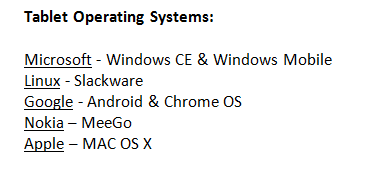 Tablet Operating Systems:
Microsoft - Windows CE & Windows Mobile
Linux - Slackware
Google - Android & Chrome OS
Nokia – MeeGo
Apple – MAC OS X